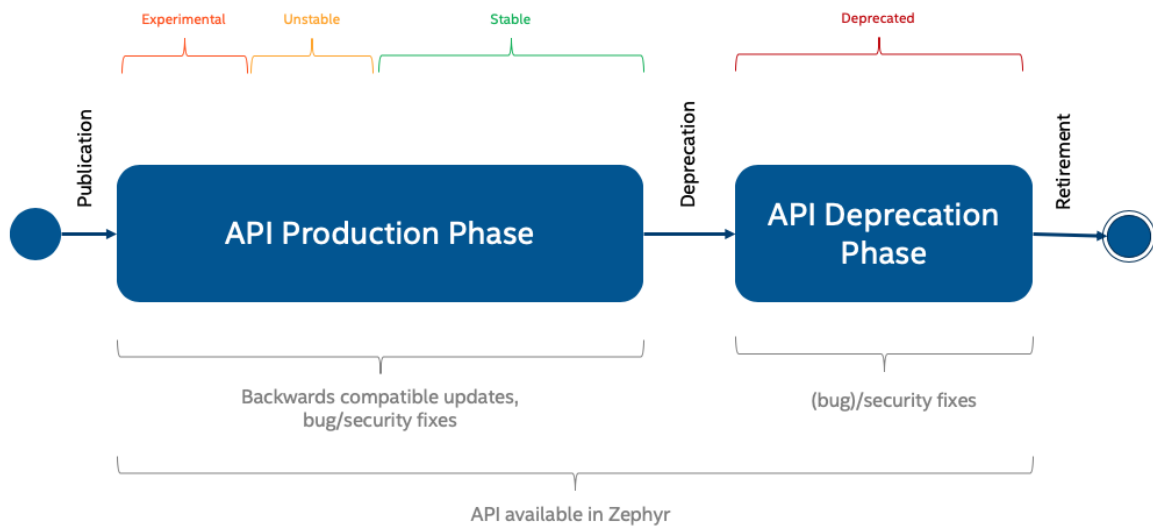 Experimental
Unstable
Stable
Deprecated
Publication
Deprecation
Retirement
API Production Phase
API Deprecation
Phase
Backwards compatible updates,
bug/security fixes
(bug)/security fixes
API available in Zephyr